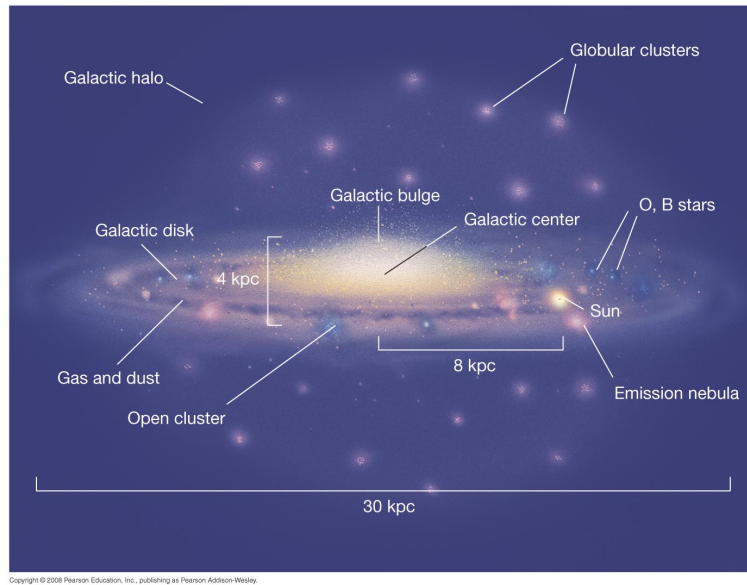 Globular clusters
Galactic halo
Galactic bulge
O, B stars
Galactic center
Galactic disk
4 kpc
Sun
8 kpc
Gas and dust
Emission nebula
Open cluster
30 kpc
Copyright © 2008 Pearson Education, Inc., publishing as Pearson Addison-Wesley.